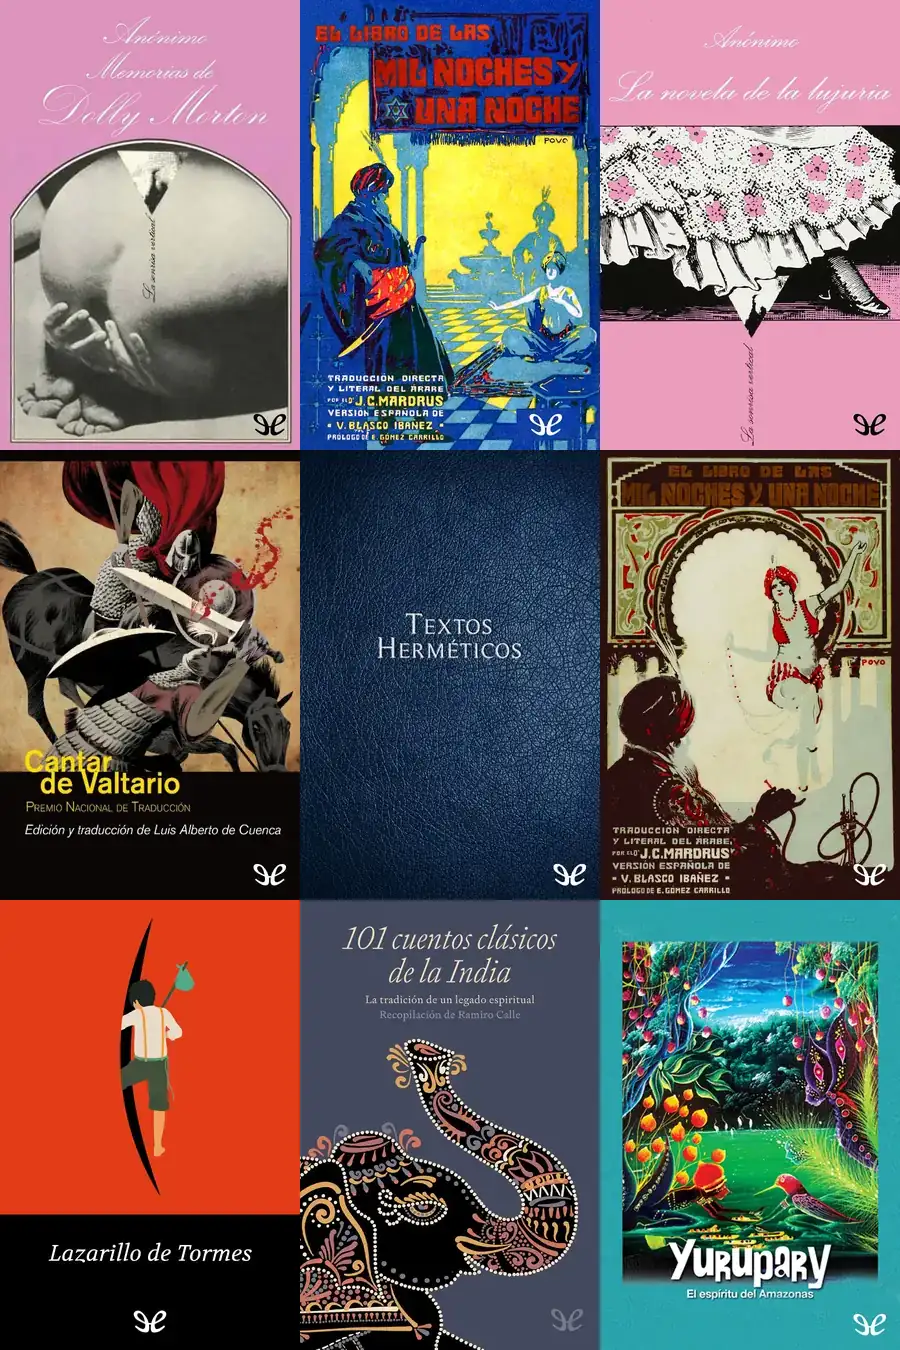 Anónimo
Memorias de
Dolly Morton
La sonrisa vertical
EL LIBRO DE LAS
MIL NOCHES Y
UNA NOCHE
POVO
TRADUCCIÓN DIRECTA
Y LITERAL DEL ÁRABE
POR EL Dr J.C. MARDRUS
VERSIÓN ESPAÑOLA DE
• V. BLASCO IBAÑEZ •
PRÓLOGO DE E. GÓMEZ CARRILLO
Anónimo
La novela de la lujuria
La sonrisa vertical
Cantar
de Valtario
PREMIO NACIONAL DE TRADUCCIÓN
Edición y traducción de Luis Alberto de Cuenca
TEXTOS
HERMÉTICOS
EL LIBRO DE LAS
MIL NOCHES Y UNA NOCHE
POVO
TRADUCCIÓN DIRECTA
Y LITERAL DEL ÁRABE,
POR EL Dr J.C. MARDRUS
VERSIÓN ESPAÑOLA DE
• V. BLASCO IBAÑEZ •
PRÓLOGO DE E. GÓMEZ CARRILLO
Lazarillo de Tormes
101 cuentos clásicos
de la India
La tradición de un legado espiritual
Recopilación de Ramiro Calle
YURUPARY
El espíritu del Amazonas